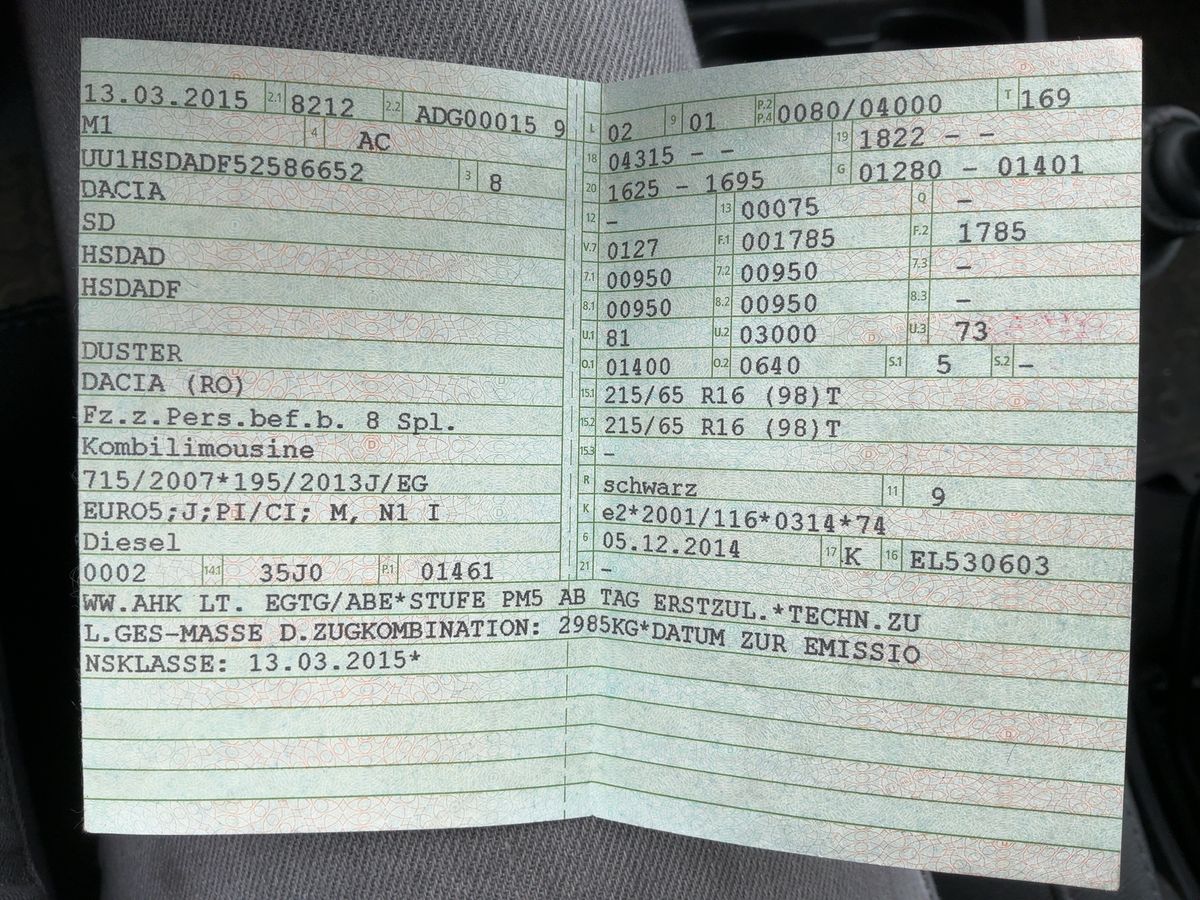 13.03.2015 2.1 8212 2.2 ADG00015 9
M1 4 AC
UU1HSDADF52586652 3 8
DACIA
SD
HSDAD
HSDADF
DUSTER
DACIA (RO)
Fz.z.Pers.bef.b. 8 Spl.
Kombilimousine
715/2007*195/2013J/EG
EURO5;J;PI/CI; M, N1 I
Diesel
0002 14.1 35J0 P.1 01461
L 02 9 01 P.2 P.4 0080/04000 T 169
18 04315 - - 19 1822 - -
20 1625 - 1695 G 01280 - 01401
12 - 13 00075 Q -
V.7 0127 F.1 001785 F.2 1785
7.1 00950 7.2 00950 7.3 -
8.1 00950 8.2 00950 8.3 -
U.1 81 U.2 03000 U.3 73
O.1 01400 O.2 0640 S.1 5 S.2 -
15.1 215/65 R16 (98)T
15.2 215/65 R16 (98)T
15.3 -
R schwarz 11 9
K e2*2001/116*0314*74
6 05.12.2014 17 K 16 EL530603
21 -
WW.AHK LT. EGTG/ABE*STUFE PM5 AB TAG ERSTZUL.*TECHN.ZU
L.GES-MASSE D.ZUGKOMBINATION: 2985KG*DATUM ZUR EMISSIO
NSKLASSE: 13.03.2015*